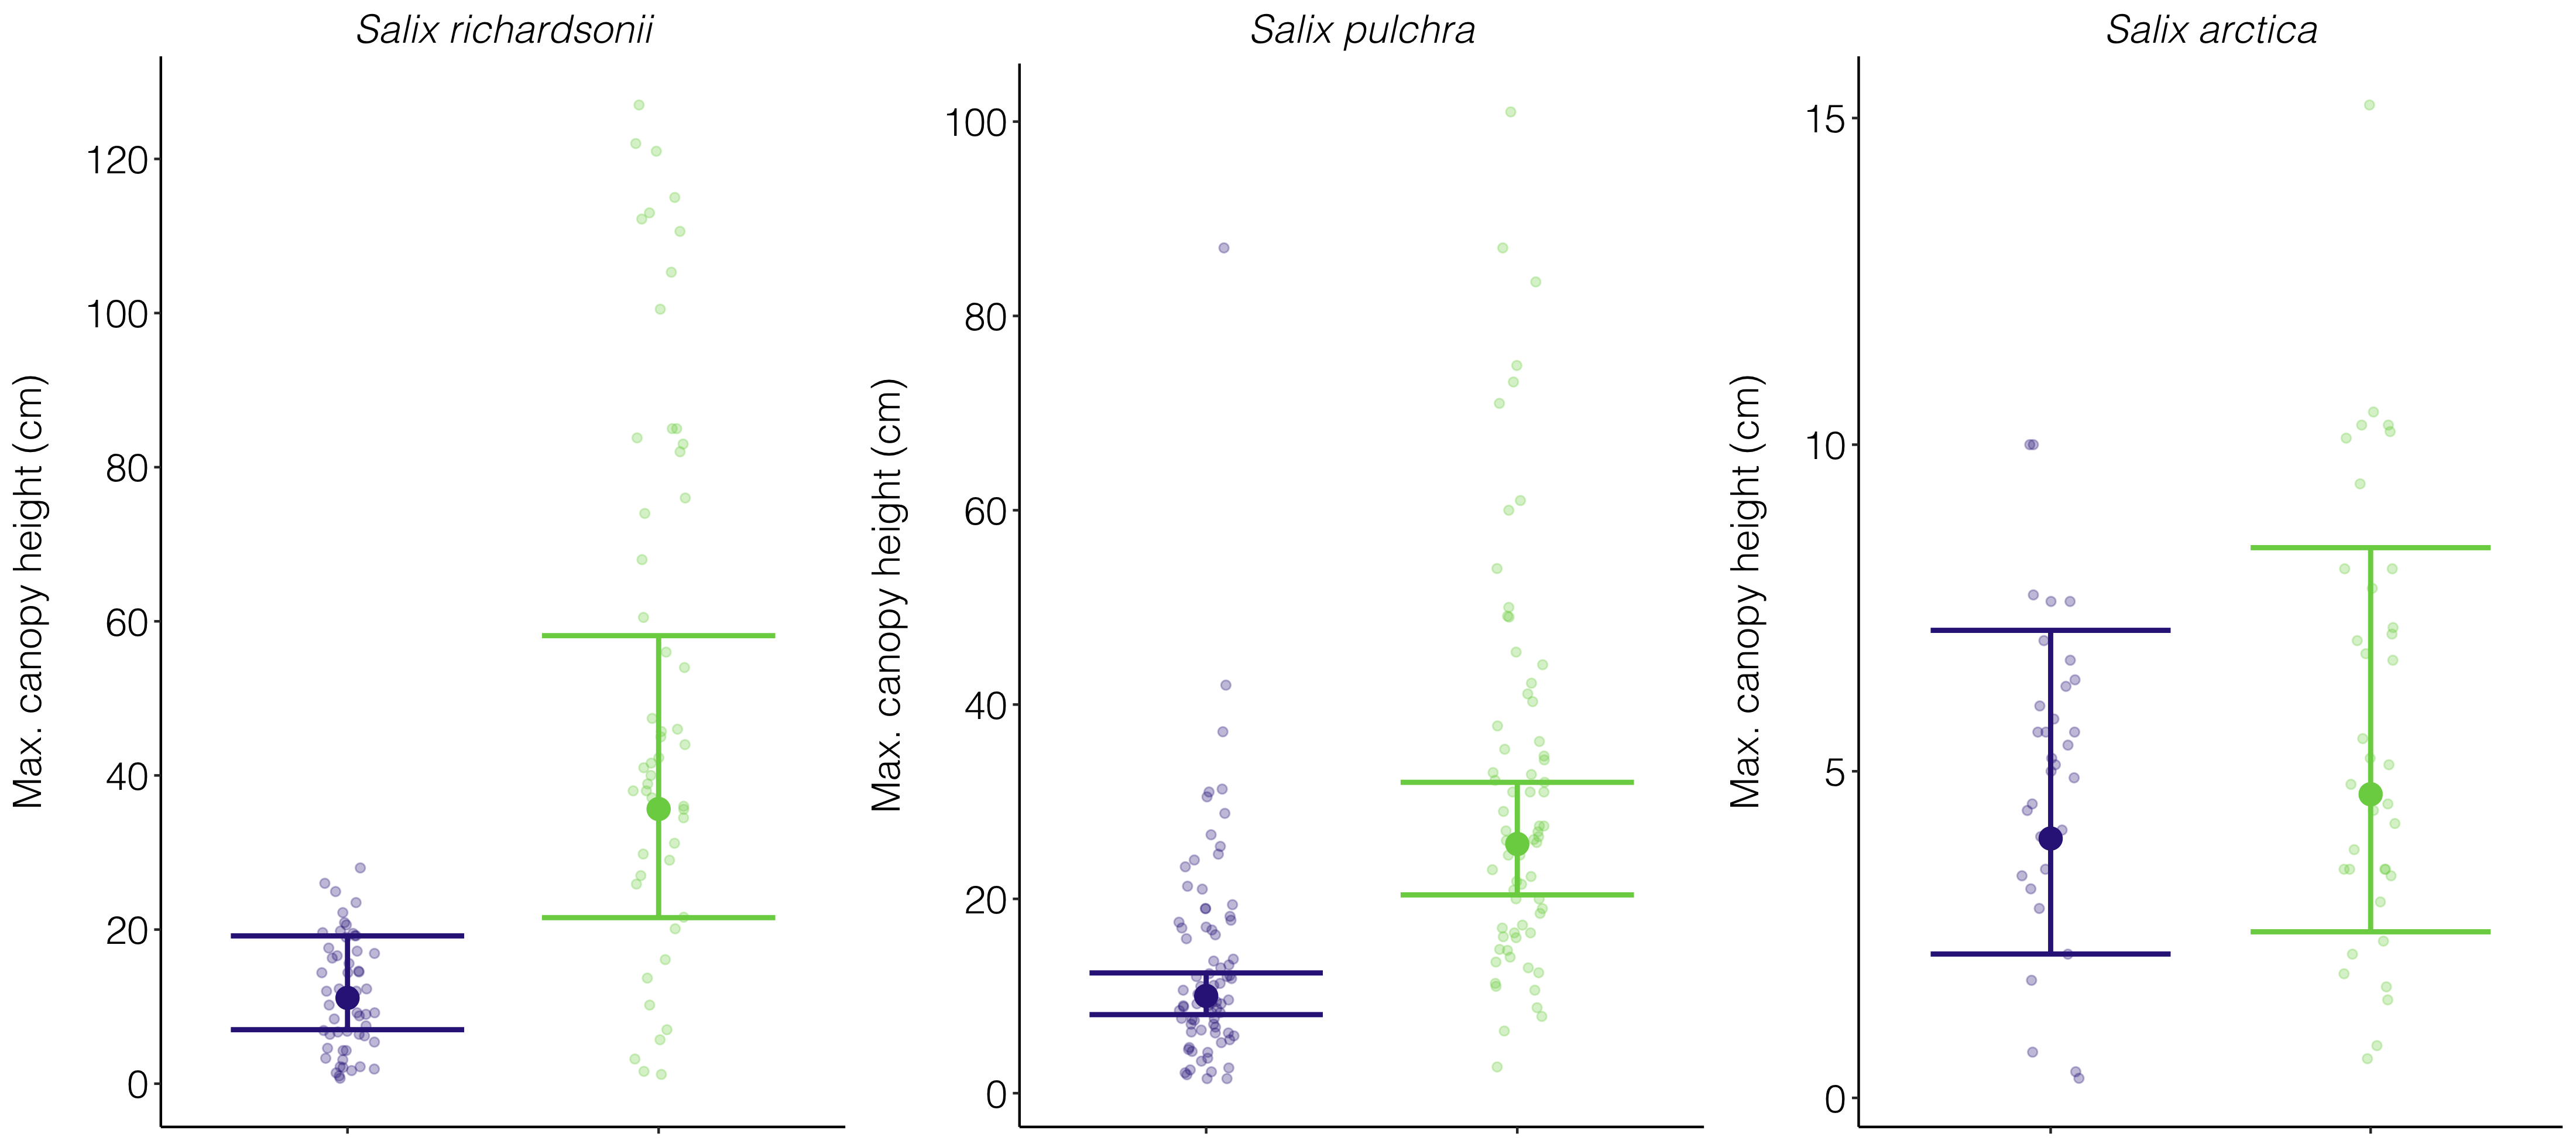 Salix richardsonii
Max. canopy height (cm)
120
100
80
60
40
20
0
Salix pulchra
Max. canopy height (cm)
100
80
60
40
20
0
Salix arctica
Max. canopy height (cm)
15
10
5
0